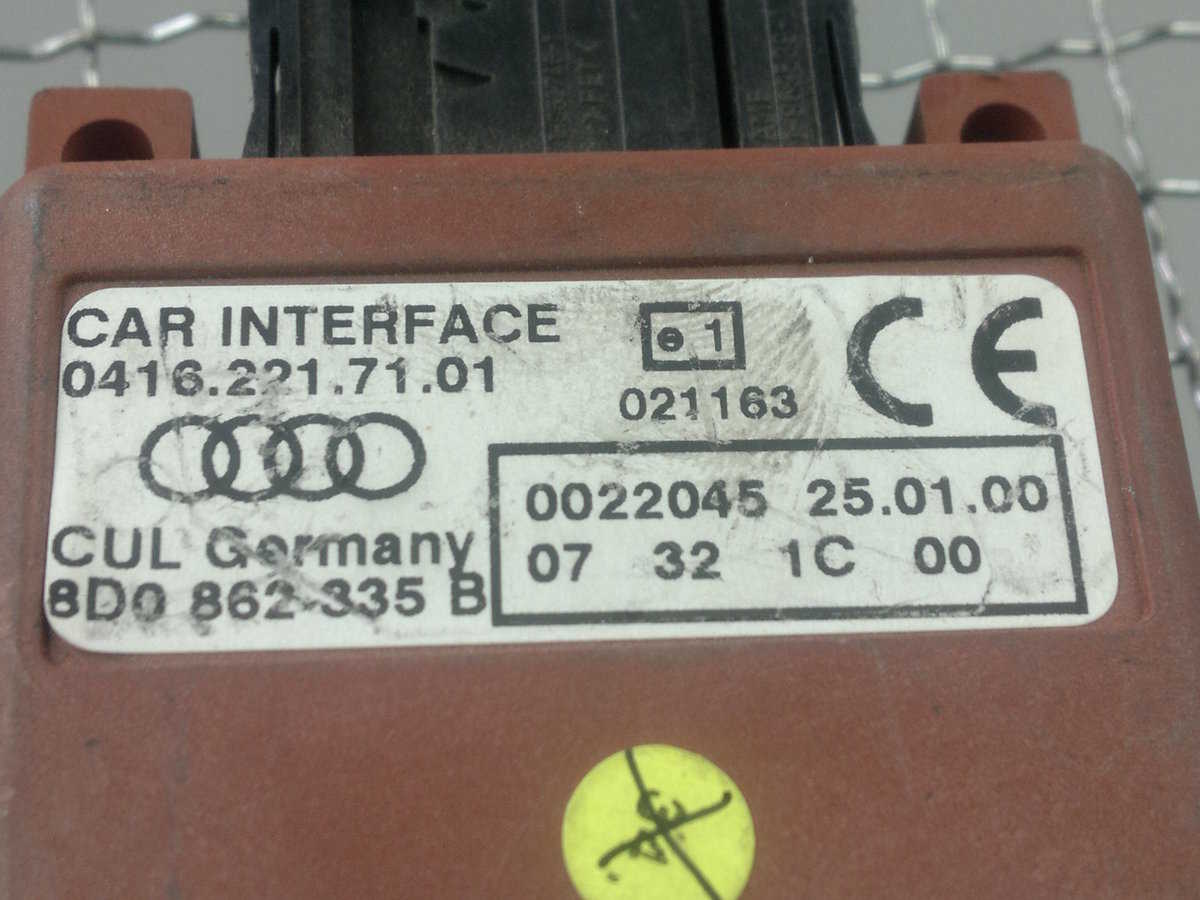 CAR INTERFACE
0416.221.71.01
e 1
021163
CE
CUL Germany
8D0 862 335 B
0022045 25.01.00
07 32 1C 00